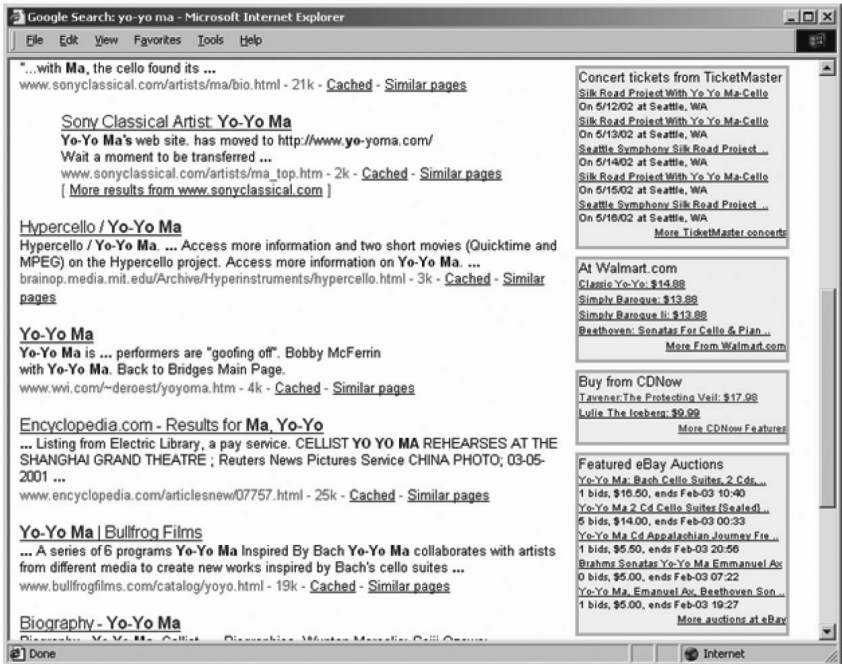 Google Search: yo-yo ma - Microsoft Internet Explorer
File Edit View Favorites Tools Help
"...with Ma, the cello found its ...
www.sonyclassical.com/artists/ma/bio.html - 21k - Cached - Similar pages
Sony Classical Artist: Yo-Yo Ma
Yo-Yo Ma's web site. has moved to http://www.yo-yoma.com/
Wait a moment to be transferred ...
www.sonyclassical.com/artists/ma_top.htm - 2k - Cached - Similar pages
[ More results from www.sonyclassical.com ]
Hypercello / Yo-Yo Ma
Hypercello / Yo-Yo Ma. ... Access more information and two short movies (Quicktime and
MPEG) on the Hypercello project. Access more information on Yo-Yo Ma. ...
brainop.media.mit.edu/Archive/Hyperinstruments/hypercello.html - 3k - Cached - Similar
pages
Yo-Yo Ma
Yo-Yo Ma is ... performers are "goofing off". Bobby McFerrin
with Yo-Yo Ma. Back to Bridges Main Page.
www.wvi.com/~deroest/yoyoma.htm - 4k - Cached - Similar pages
Encyclopedia.com - Results for Ma, Yo-Yo
... Listing from Electric Library, a pay service. CELLIST YO YO MA REHEARSES AT THE
SHANGHAI GRAND THEATRE ; Reuters News Pictures Service CHINA PHOTO; 03-05-
2001 ...
www.encyclopedia.com/articlesnew/07757.html - 25k - Cached - Similar pages
Yo-Yo Ma | Bullfrog Films
... A series of 6 programs Yo-Yo Ma Inspired By Bach Yo-Yo Ma collaborates with artists
from different media to create new works inspired by Bach's cello suites ...
www.bullfrogfilms.com/catalog/yoyo.html - 19k - Cached - Similar pages
Biography - Yo-Yo Ma
Biography - Yo-Yo Ma, Cellist
Concert tickets from TicketMaster
Silk Road Project With Yo Yo Ma-Cello
On 5/12/02 at Seattle, WA
Silk Road Project With Yo Yo Ma-Cello
On 5/13/02 at Seattle, WA
Seattle Symphony Silk Road Project ..
On 5/14/02 at Seattle, WA
Silk Road Project With Yo Yo Ma-Cello
On 5/15/02 at Seattle, WA
Seattle Symphony Silk Road Project ..
On 5/16/02 at Seattle, WA
More TicketMaster concerts
At Walmart.com
Classic Yo-Yo: $14.88
Simply Baroque: $13.88
Simply Baroque Ii: $13.88
Beethoven: Sonatas For Cello & Pian ..
More From Walmart.com
Buy from CDNow
Tavener:The Protecting Veil: $17.98
Lulie The Iceberg: $9.99
More CDNow Features
Featured eBay Auctions
Yo-Yo Ma: Bach Cello Suites, 2 Cds, ..
1 bids, $16.50, ends Feb-03 10:40
Yo-Yo Ma 2 Cd Cello Suites (Sealed) ..
5 bids, $14.00, ends Feb-03 00:33
Yo-Yo Ma Cd Appalachian Journey Fre ..
1 bids, $5.50, ends Feb-03 20:56
Brahms Sonatas Yo-Yo Ma Emmanuel Ax
0 bids, $5.00, ends Feb-03 07:22
Yo-Yo Ma, Emanuel Ax, Beethoven Son ..
1 bids, $5.00, ends Feb-03 19:27
More auctions at eBay
Done
Internet